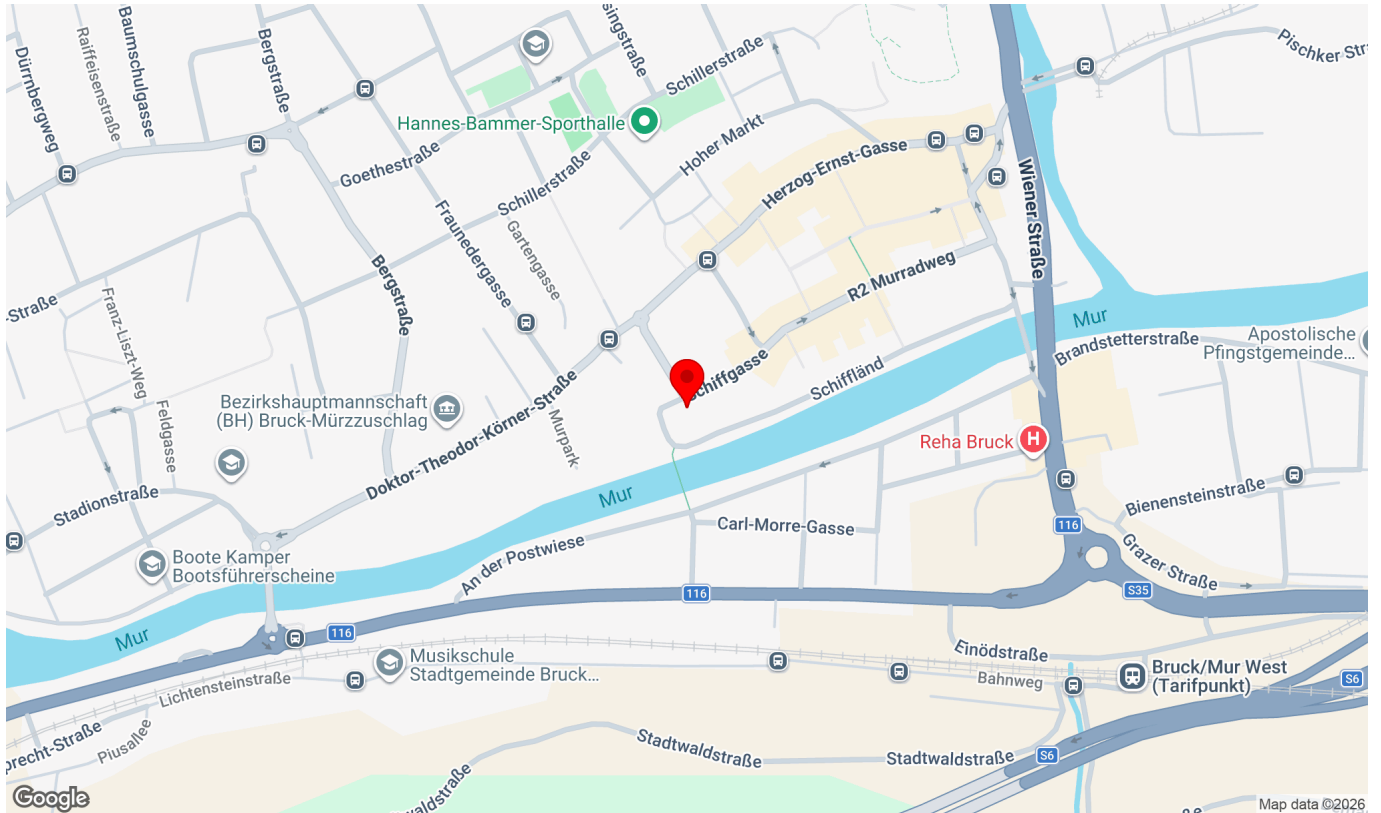 Dürrnbergweg
Raiffeisenstraße
Baumschulgasse
Bergstraße
singstraße
Schillerstraße
Pischker Str
Hannes-Bammer-Sporthalle
Hoher Markt
Goethestraße
Schillerstraße
Herzog-Ernst-Gasse
Wiener Straße
Fraunedergasse
Gartengasse
Bergstraße
R2 Murradweg
-Straße
Franz-Liszt-Weg
Mur
Brandstetterstraße
Apostolische
Pfingstgemeinde...
Schiffgasse
Schiffländ
Bezirkshauptmannschaft
(BH) Bruck-Mürzzuschlag
Feldgasse
Doktor-Theodor-Körner-Straße
Murpark
Reha Bruck
H
Stadionstraße
Mur
Bienensteinstraße
Carl-Morre-Gasse
116
Grazer Straße
Boote Kamper
Bootsführerscheine
An der Postwiese
116
S35
Mur
116
Musikschule
Stadtgemeinde Bruck...
Einödstraße
Bruck/Mur West
(Tarifpunkt)
Bahnweg
S6
Lichtensteinstraße
precht-Straße
Piusallee
Stadtwaldstraße
Stadtwaldstraße
S6
waldstraße
Google
Map data ©2026